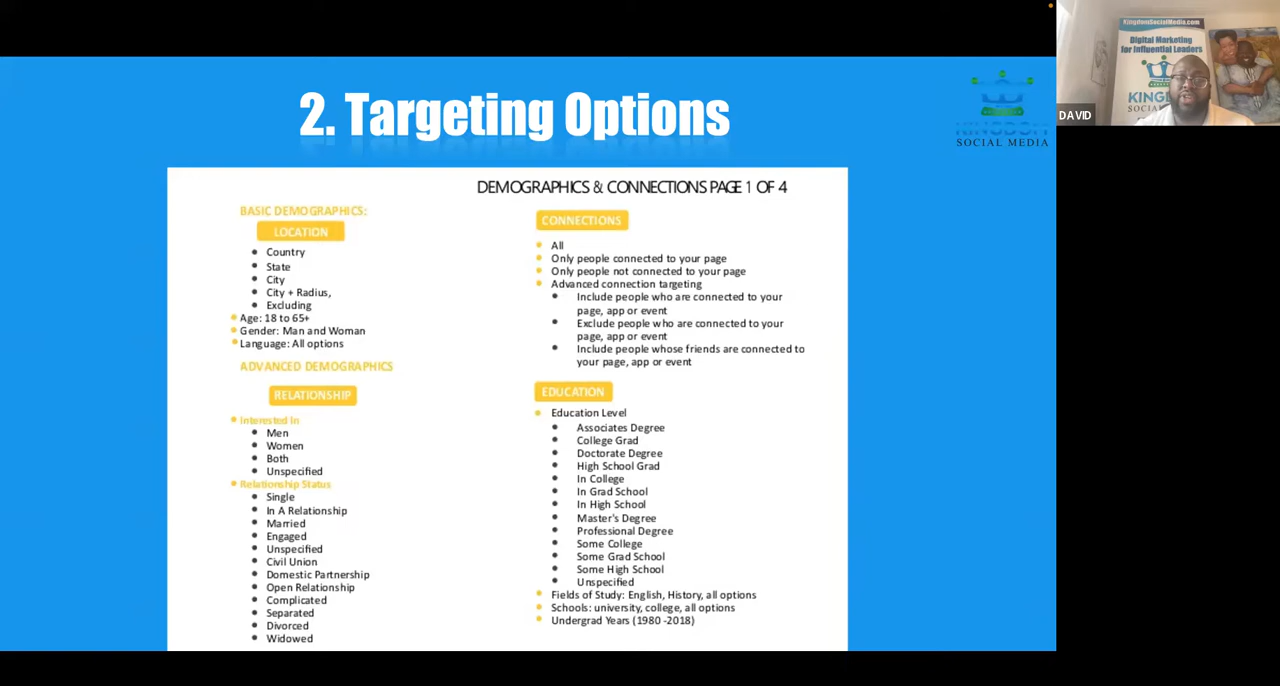 2. Targeting Options
KINGDOM
SOCIAL MEDIA
DEMOGRAPHICS & CONNECTIONS PAGE 1 OF 4
BASIC DEMOGRAPHICS:
LOCATION
Country
State
City
City + Radius,
Excluding
Age: 18 to 65+
Gender: Man and Woman
Language: All options
ADVANCED DEMOGRAPHICS
RELATIONSHIP
Interested In
Men
Women
Both
Unspecified
Relationship Status
Single
In A Relationship
Married
Engaged
Unspecified
Civil Union
Domestic Partnership
Open Relationship
Complicated
Separated
Divorced
Widowed
CONNECTIONS
All
Only people connected to your page
Only people not connected to your page
Advanced connection targeting
Include people who are connected to your
page, app or event
Exclude people who are connected to your
page, app or event
Include people whose friends are connected to
your page, app or event
EDUCATION
Education Level
Associates Degree
College Grad
Doctorate Degree
High School Grad
In College
In Grad School
In High School
Master's Degree
Professional Degree
Some College
Some Grad School
Some High School
Unspecified
Fields of Study: English, History, all options
Schools: university, college, all options
Undergrad Years (1980 -2018)
KingdomSocialMedia.com
Digital Marketing
for Influential Leaders
KING
SOCIAL
DAVID